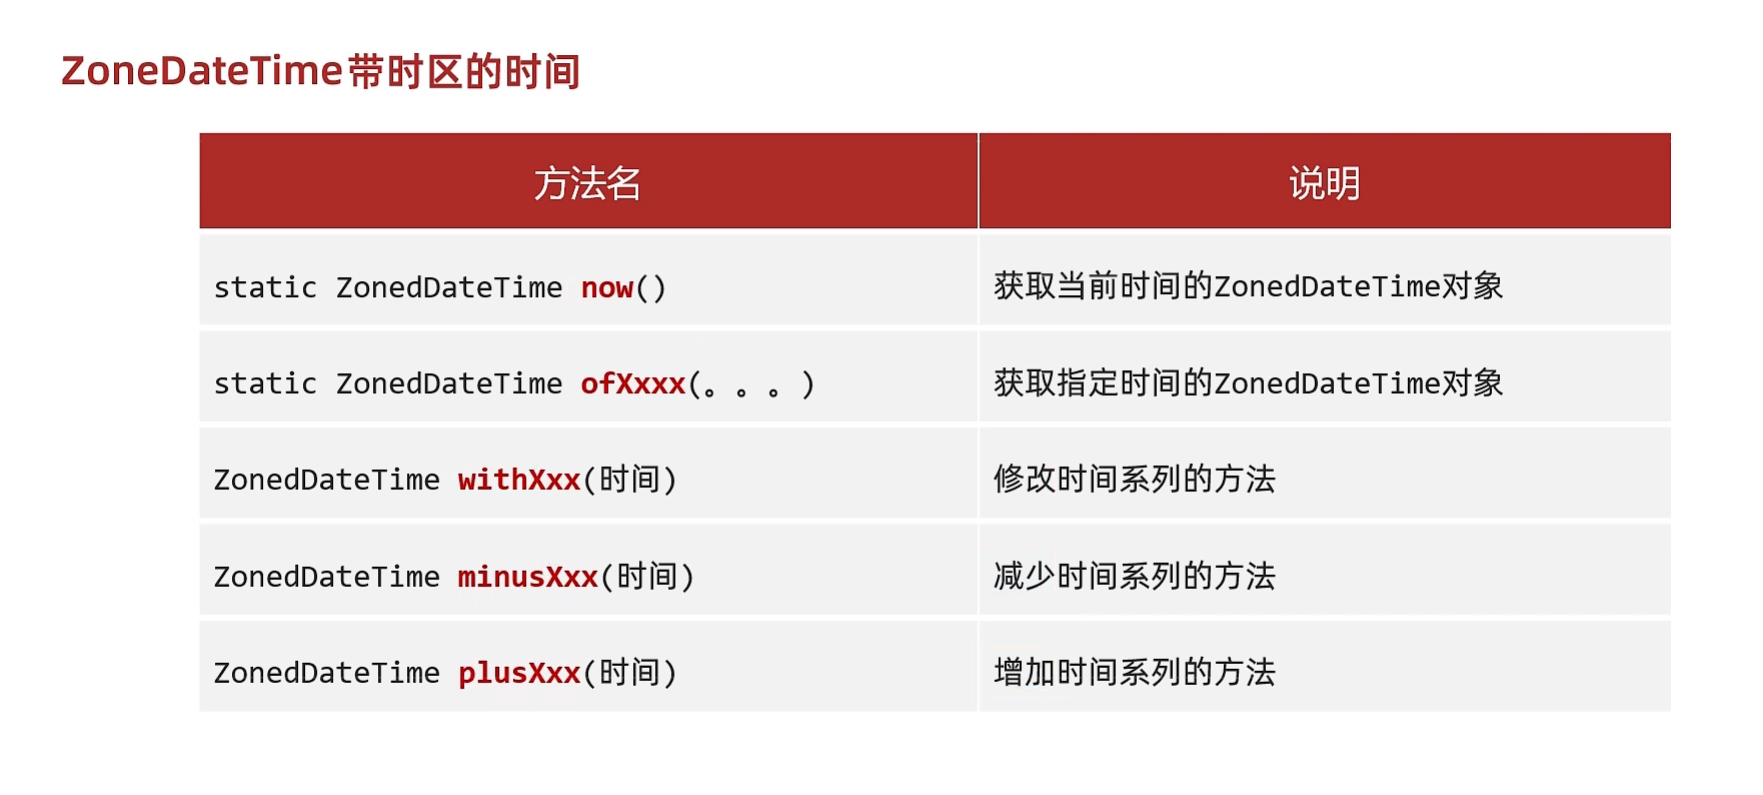 ZoneDateTime带时区的时间
方法名 说明
static ZonedDateTime now() 获取当前时间的ZonedDateTime对象
static ZonedDateTime ofXxxx(。。。) 获取指定时间的ZonedDateTime对象
ZonedDateTime withXxx(时间) 修改时间系列的方法
ZonedDateTime minusXxx(时间) 减少时间系列的方法
ZonedDateTime plusXxx(时间) 增加时间系列的方法